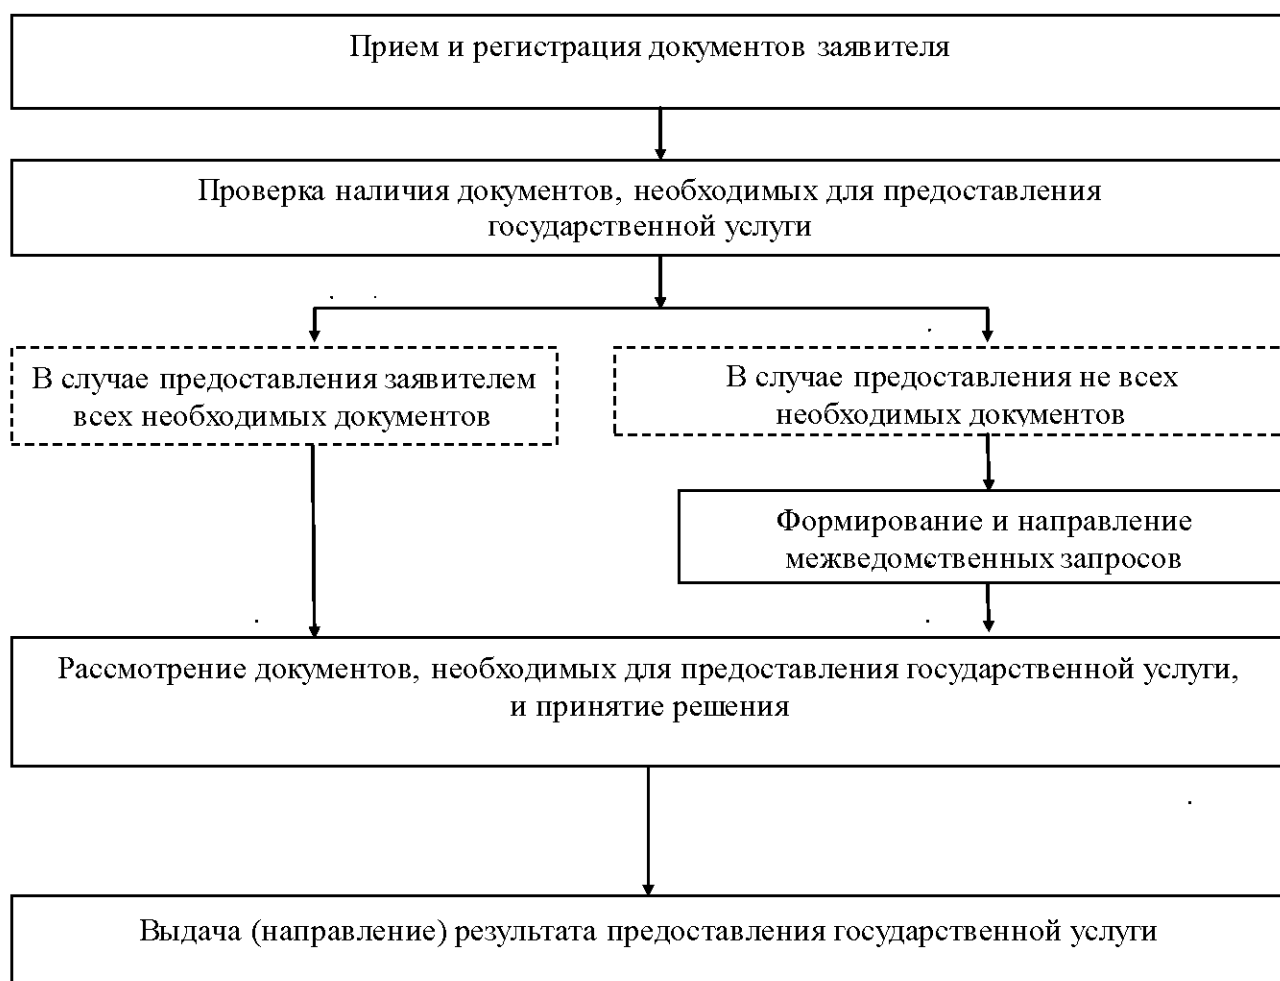 Прием и регистрация документов заявителя
Проверка наличия документов, необходимых для предоставления
государственной услуги
В случае предоставления заявителем
всех необходимых документов
В случае предоставления не всех
необходимых документов
Формирование и направление
межведомственных запросов
Рассмотрение документов, необходимых для предоставления государственной услуги,
и принятие решения
Выдача (направление) результата предоставления государственной услуги